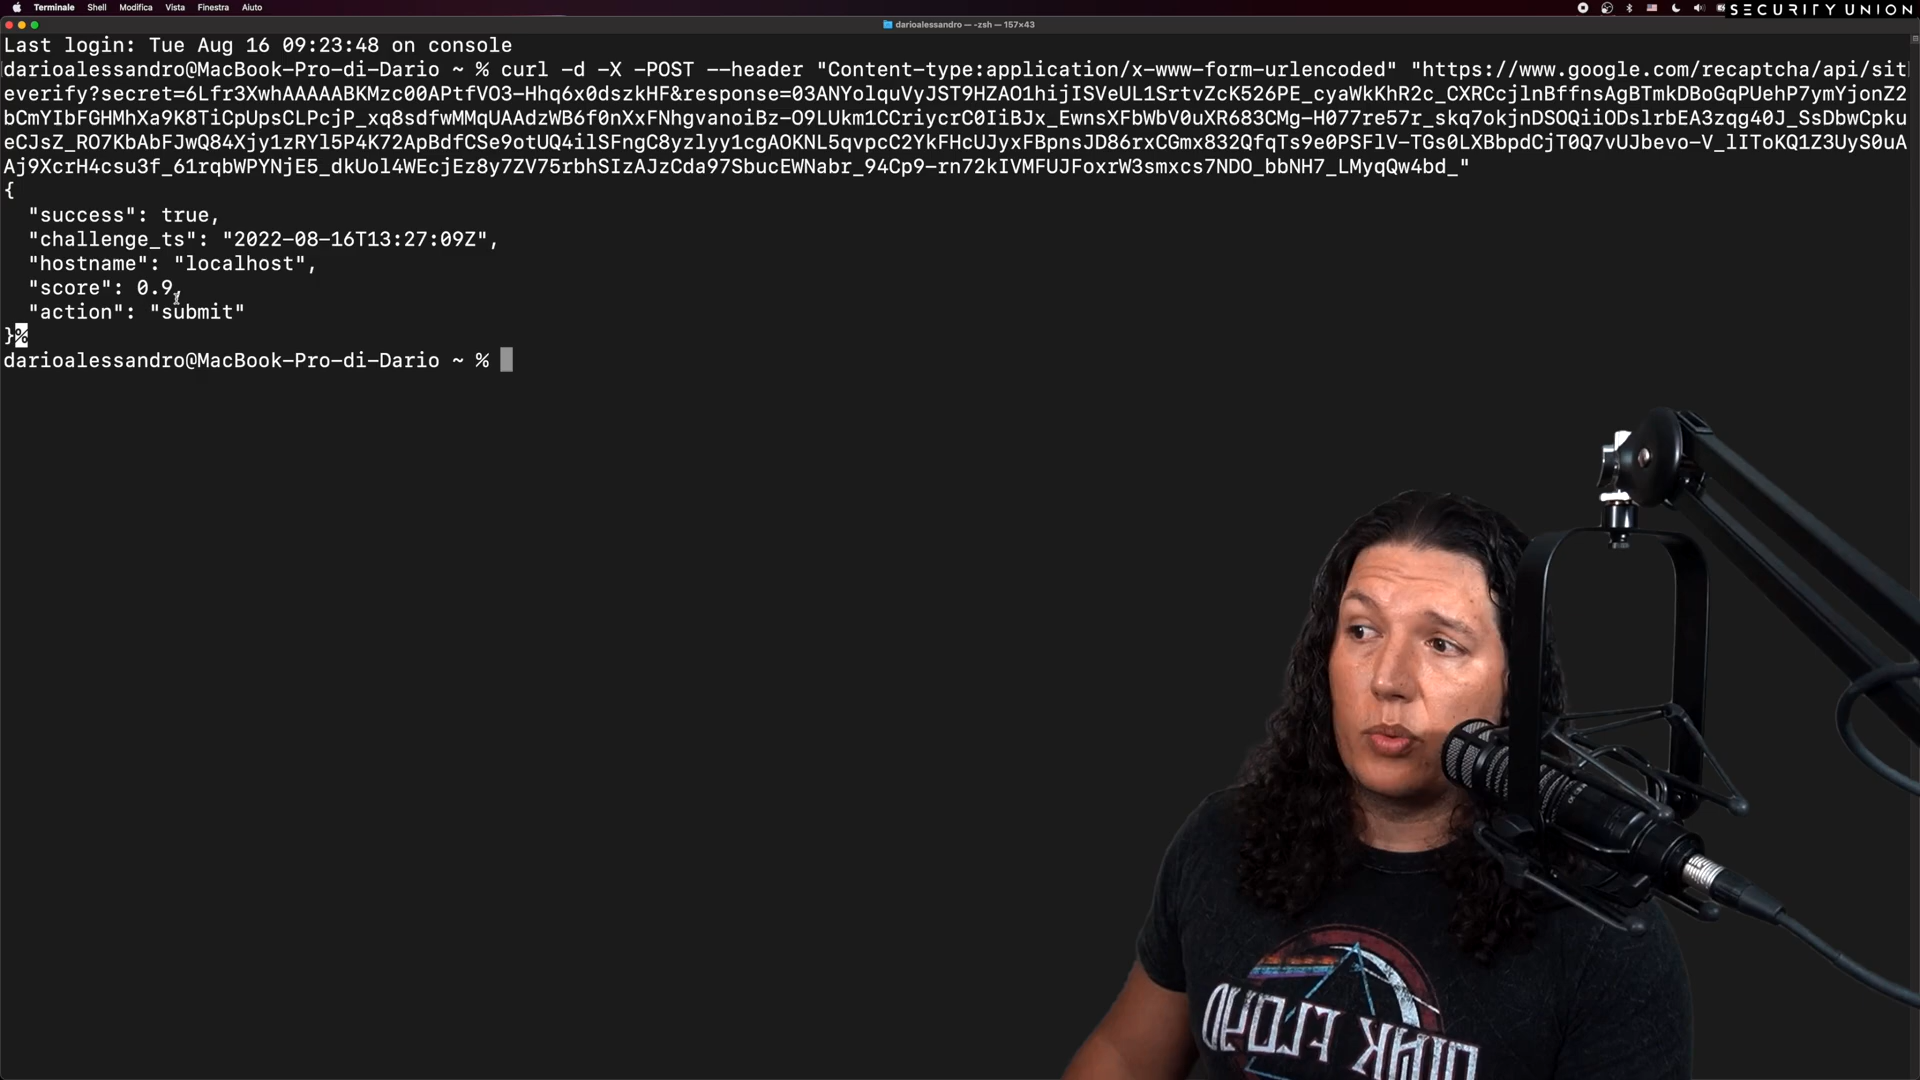 Terminale Shell Modifica Vista Finestra Aiuto
SECURITY UNION
darioalessandro — -zsh — 157×43
Last login: Tue Aug 16 09:23:48 on console
darioalessandro@MacBook-Pro-di-Dario ~ % curl -d -X -POST --header "Content-type:application/x-www-form-urlencoded" "https://www.google.com/recaptcha/api/sit
everify?secret=6Lfr3XwhAAAAABKMzc00APtfVO3-Hhq6x0dszkHF&response=03ANYolquVyJST9HZAO1hijISVeUL1SrtvZcK526PE_cyaWkKhR2c_CXRCcjlnBffnsAgBTmkDBoGqPUehP7ymYjonZ2
bCmYIbFGHMhXa9K8TiCpUpsCLPcjP_xq8sdfwMMqUAAdzWB6f0nXxFNhgvanoiBz-O9LUkm1CCriycrC0IiBJx_EwnsXFbWbV0uXR683CMg-H077re57r_skq7okjnDSOQiiODslrbEA3zqg40J_SsDbwCpku
eCJsZ_RO7KbAbFJwQ84Xjy1zRYl5P4K72ApBdfCSe9otUQ4ilSFngC8yzlyy1cgAOKNL5qvpcC2YkFHcUJyxFBpnsJD86rxCGmx832QfqTs9e0PSFlV-TGs0LXBbpdCjT0Q7vUJbevo-V_lIToKQ1Z3UyS0uA
Aj9XcrH4csu3f_61rqbWPYNjE5_dkUol4WEcjEz8y7ZV75rbhSIzAJzCda97SbucEWNabr_94Cp9-rn72kIVMFUJFoxrW3smxcs7NDO_bbNH7_LMyqQw4bd_"
{
"success": true,
"challenge_ts": "2022-08-16T13:27:09Z",
"hostname": "localhost",
"score": 0.9,
"action": "submit"
}%
darioalessandro@MacBook-Pro-di-Dario ~ %
PINK FLOYD